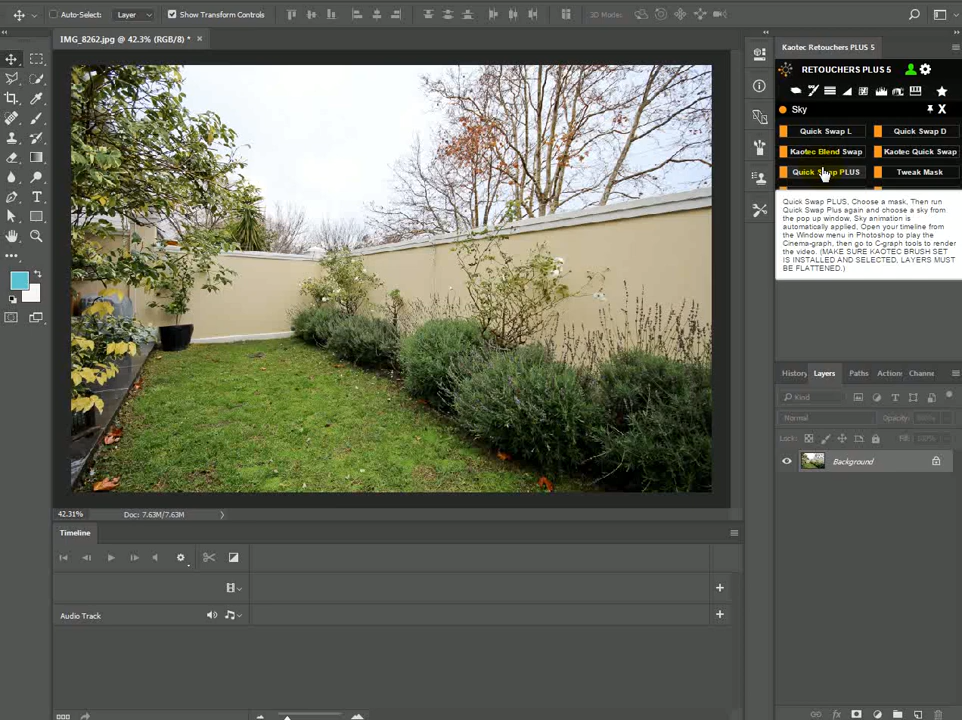 Auto-Select: Layer Show Transform Controls 3D Mode:
IMG_8262.jpg @ 42.3% (RGB/8) * ×
Kaotec Retouchers PLUS 5
RETOUCHERS PLUS 5
Sky X
Quick Swap L Quick Swap D
Kaotec Blend Swap Kaotec Quick Swap
Quick Swap PLUS Tweak Mask
Quick Swap PLUS, Choose a mask, Then run
Quick Swap Plus again and choose a sky from
the pop up window, Sky animation is
automatically applied, Open your timeline from
the Window menu in Photoshop to play the
Cinema-graph, then go to C-graph tools to render
the video. (MAKE SURE KAOTEC BRUSH SET
IS INSTALLED AND SELECTED, LAYERS MUST
BE FLATTENED.)
History Layers Paths Action Channe
Kind
Normal Opacity:
Lock: Fill:
Background
42.31% Doc: 7.63M/7.63M
Timeline
Audio Track
fx